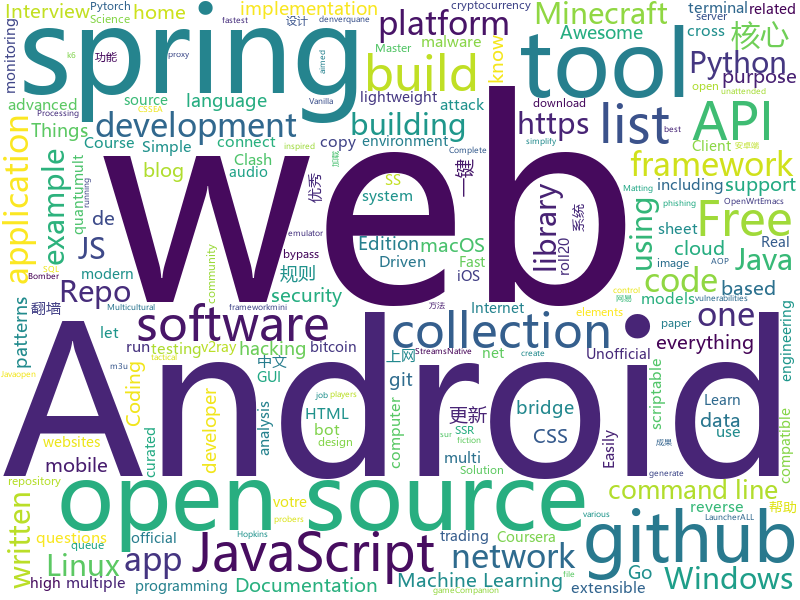 cryptocurrency
Pytorch
fastest
设计
denverquane
Interview
home
implementation
platform
Minecraft
terminal
related
server
Science
monitoring
k6
功能
proxy
aimed
spring
Master
malware
Awesome
cross
核心
build
know
tool
Python
purpose
advanced
source
language
lightweight
attack
open
unattended
Processing
CSSEA
Vanilla
Things
Course
Simple
connect
copy
environment
https
list
API
download
best
development
building
Client
安卓端
Clash
audio
blog
framework
simplify
Complete
running
application
example
quantumult
web
一键
优秀
library
roll20
系统
inspired
加载
including
support
Matting
OpenWrtEmacs
de
SS
system
using
sheet
phishing
JS
Edition
macOS
Free
cloud
Real
AOP
emulator
modern
bypass
Driven
iOS
Fast
code
Java
image
Repo
规则
security
models
based
SQL
Bomber
community
control
翻墙
Android
software
collection
one
Internet
elements
网易
vulnerabilities
Multicultural
frameworkmini
方法
patterns
let
run
testing
v2ray
hacking
bitcoin
上网
net
Unofficial
everything
engineering
m3u
StreamsNative
create
中文
GUI
git
bridge
paper
成果
tactical
Javaopen
developer
Coding
analysis
HTML
job
players
computer
更新
CSS
Easily
data
Learn
scriptable
websites
SSR
use
compatible
mobile
curated
bot
design
multi
Solution
sur
fiction
generate
repository
open source
written
votre
command line
帮助
questions
official
JavaScript
trading
Coursera
github
reverse
LauncherALL
Hopkins
queue
probers
various
Linux
app
network
Go
Windows
high multiple
programming
Documentation
Machine Learning
extensible
gameCompanion
file